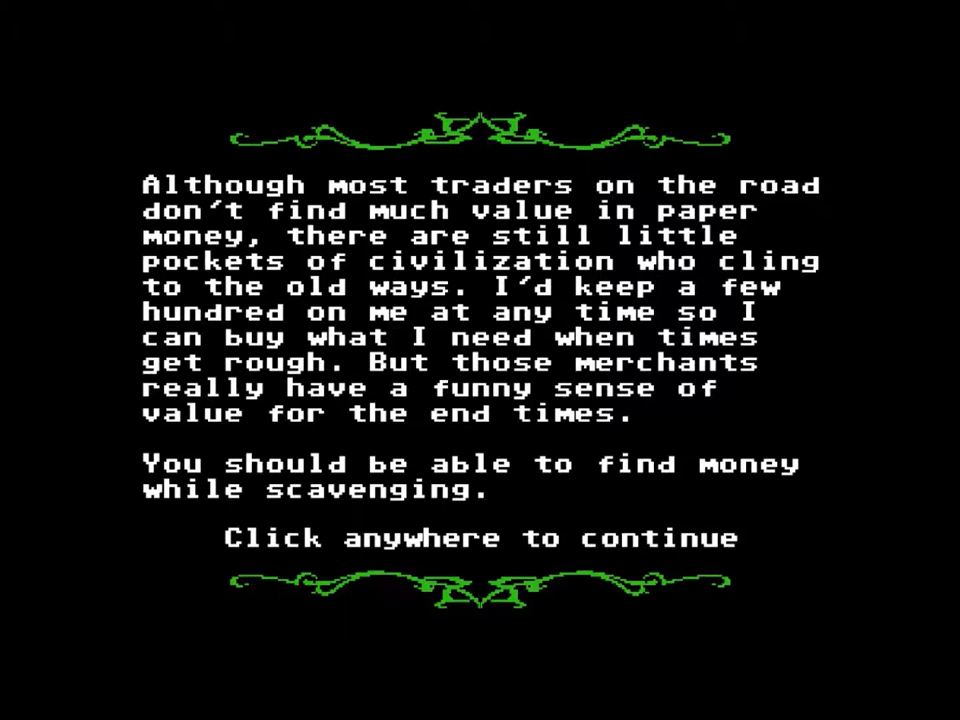 Although most traders on the road
don't find much value in paper
money, there are still little
pockets of civilization who cling
to the old ways. I'd keep a few
hundred on me at any time so I
can buy what I need when times
get rough. But those merchants
really have a funny sense of
value for the end times.
You should be able to find money
while scavenging.
Click anywhere to continue